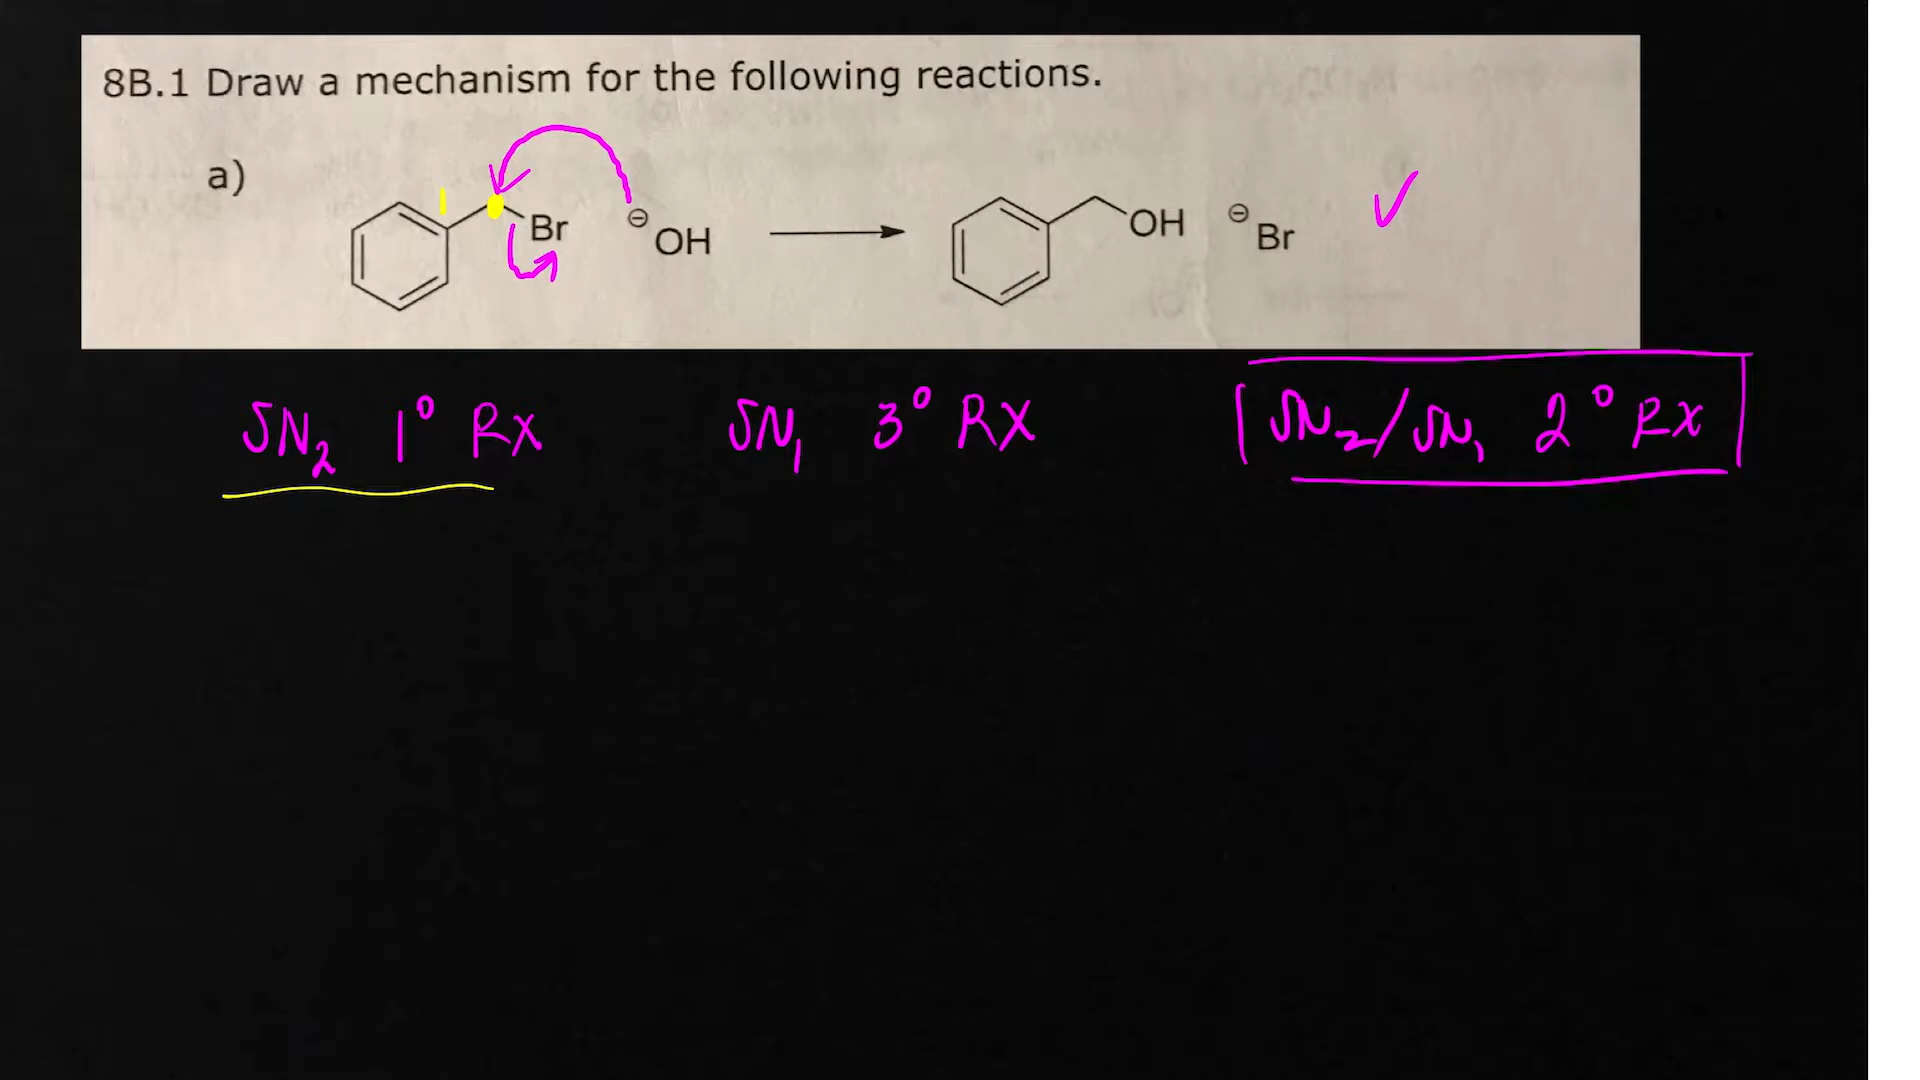 8B.1 Draw a mechanism for the following reactions.
a)
Br ⊖ OH OH ⊖ Br ✓
SN₂ 1° RX SN₁ 3° RX SN₂/SN₁ 2° RX